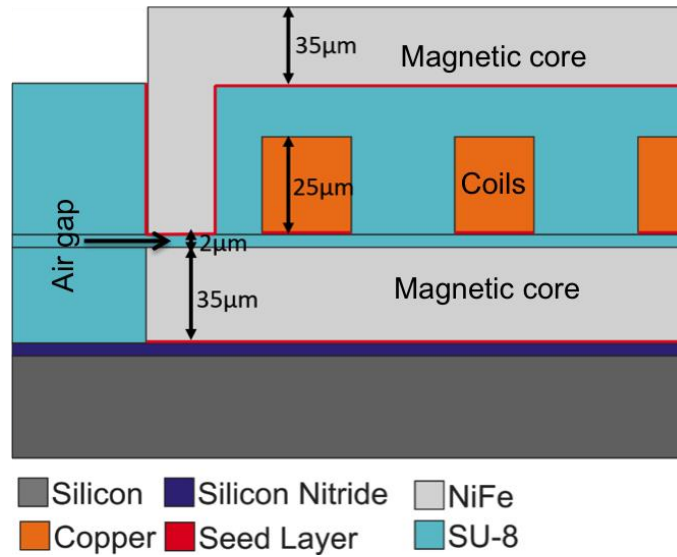 35µm
Magnetic core
25µm
Coils
Air gap
2µm
35µm
Magnetic core
Silicon
Silicon Nitride
NiFe
Copper
Seed Layer
SU-8